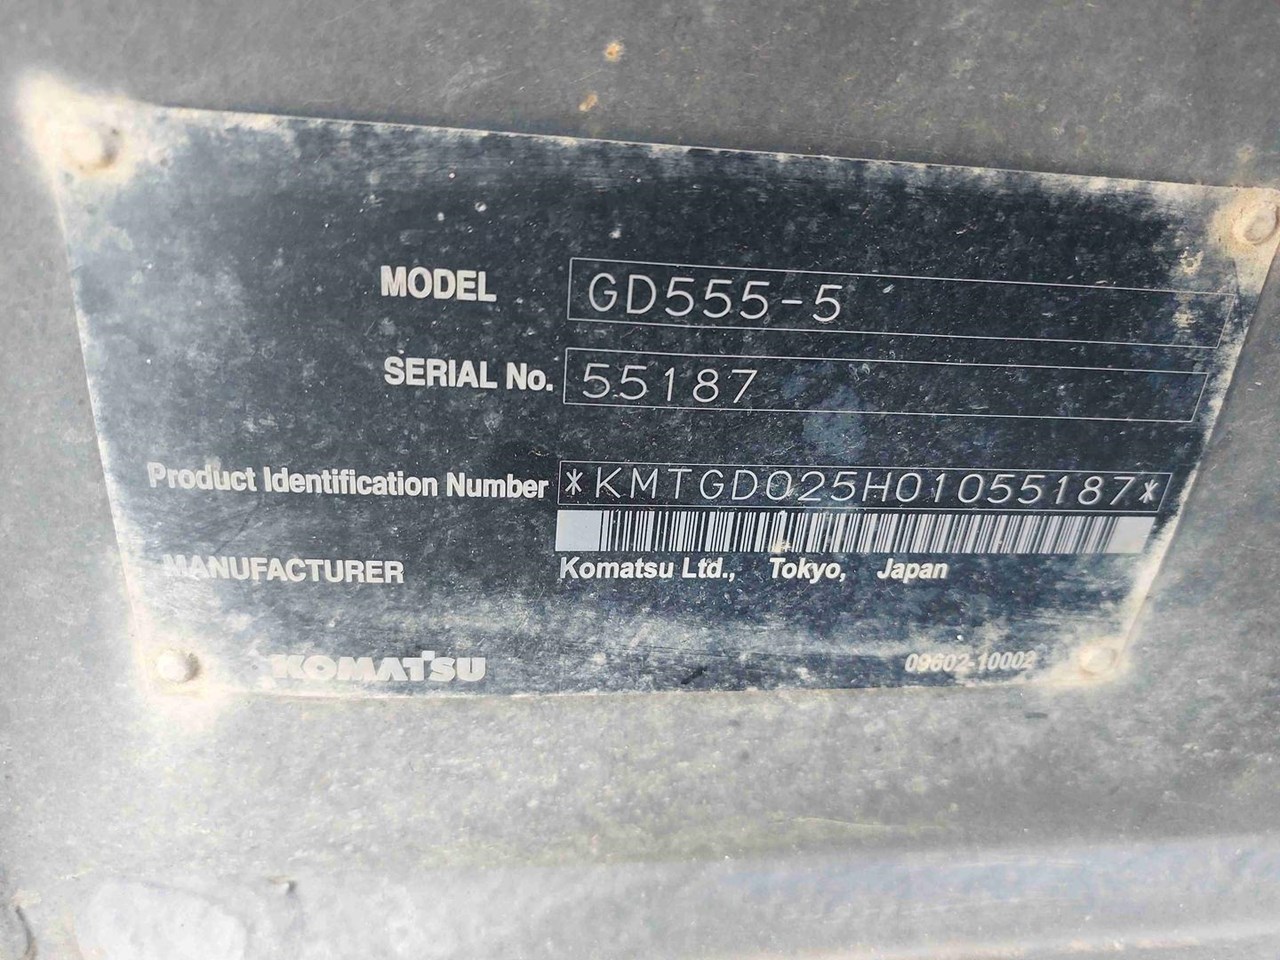 MODEL GD555-5
SERIAL No. 55187
Product Identification Number *KMTGD025H01055187*
MANUFACTURER Komatsu Ltd., Tokyo, Japan
KOMATSU 09602-10002